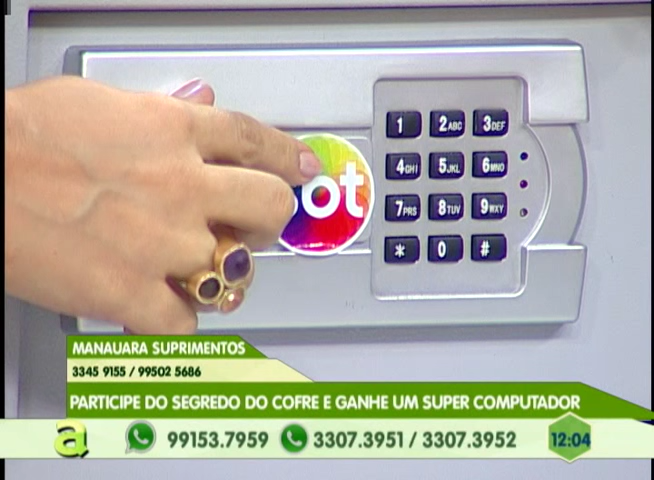 1 2ABC 3DEF
4GHI 5JKL 6MNO
7PRS 8TUV 9WXY
* 0 #
MANAUARA SUPRIMENTOS
3345 9155 / 99502 5686
PARTICIPE DO SEGREDO DO COFRE E GANHE UM SUPER COMPUTADOR
a 99153.7959 3307.3951 / 3307.3952 12:04